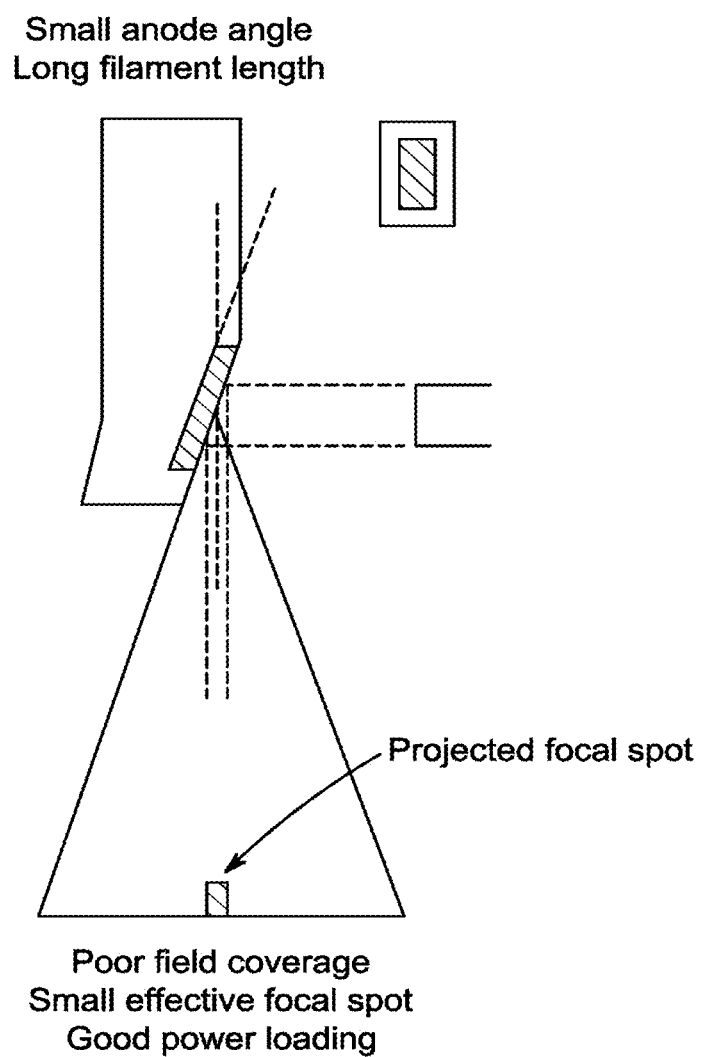 Small anode angle
Long filament length
Projected focal spot
Poor field coverage
Small effective focal spot
Good power loading